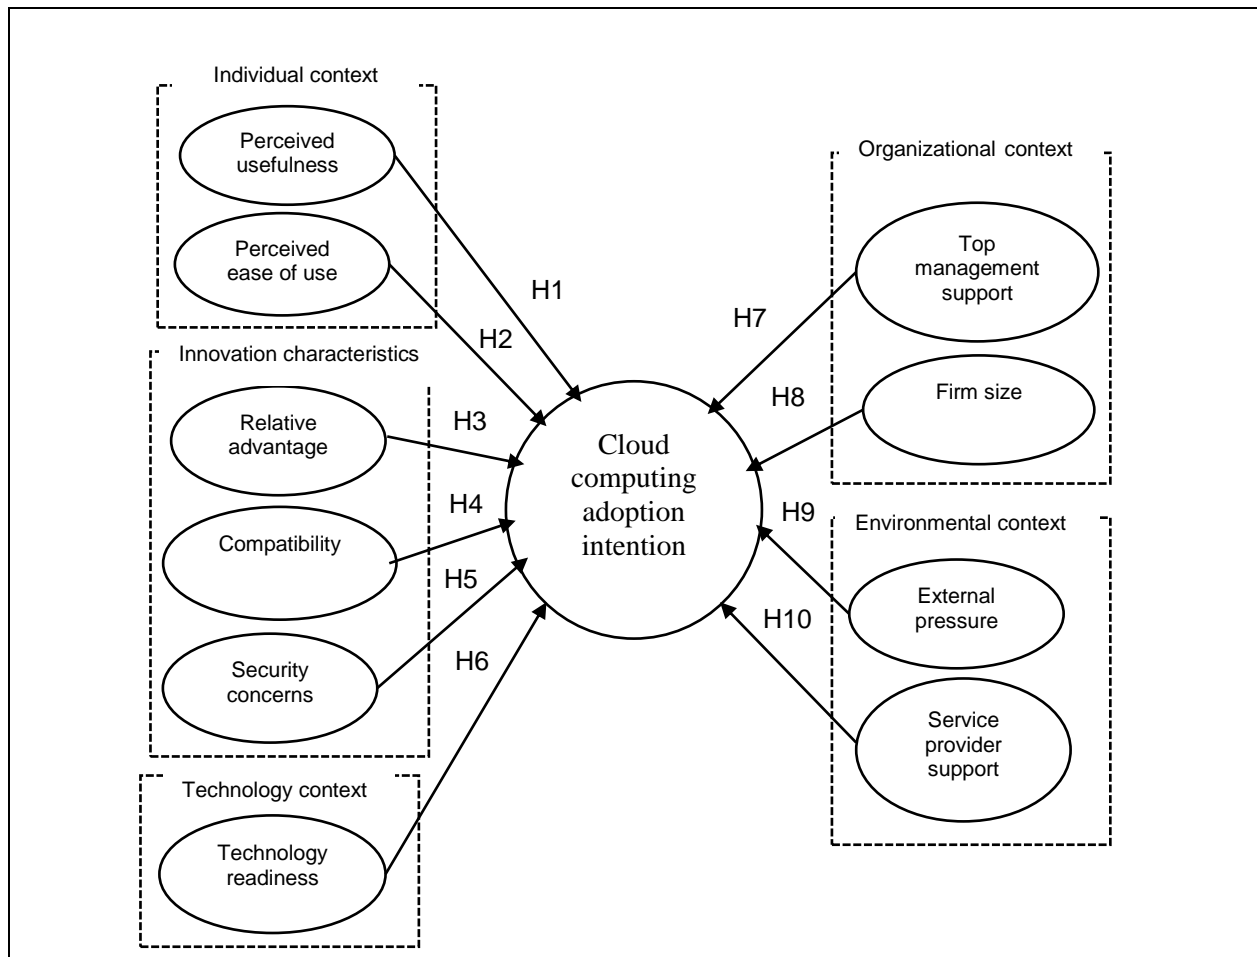 Individual context
Perceived
usefulness
Perceived
ease of use
H1
H2
Innovation characteristics
Relative
advantage
H3
Compatibility
H4
Security
concerns
H5
Technology context
Technology
readiness
H6
Cloud
computing
adoption
intention
Organizational context
Top
management
support
H7
Firm size
H8
Environmental context
External
pressure
H9
Service
provider
support
H10